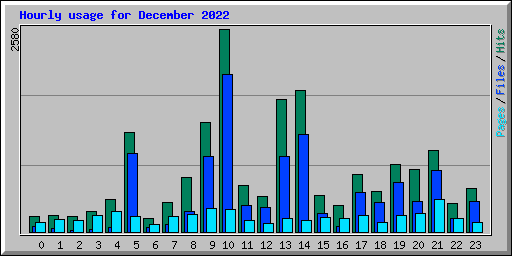 Hourly usage for December 2022
2580
Pages/Files/Hits
0 1 2 3 4 5 6 7 8 9 10 11 12 13 14 15 16 17 18 19 20 21 22 23